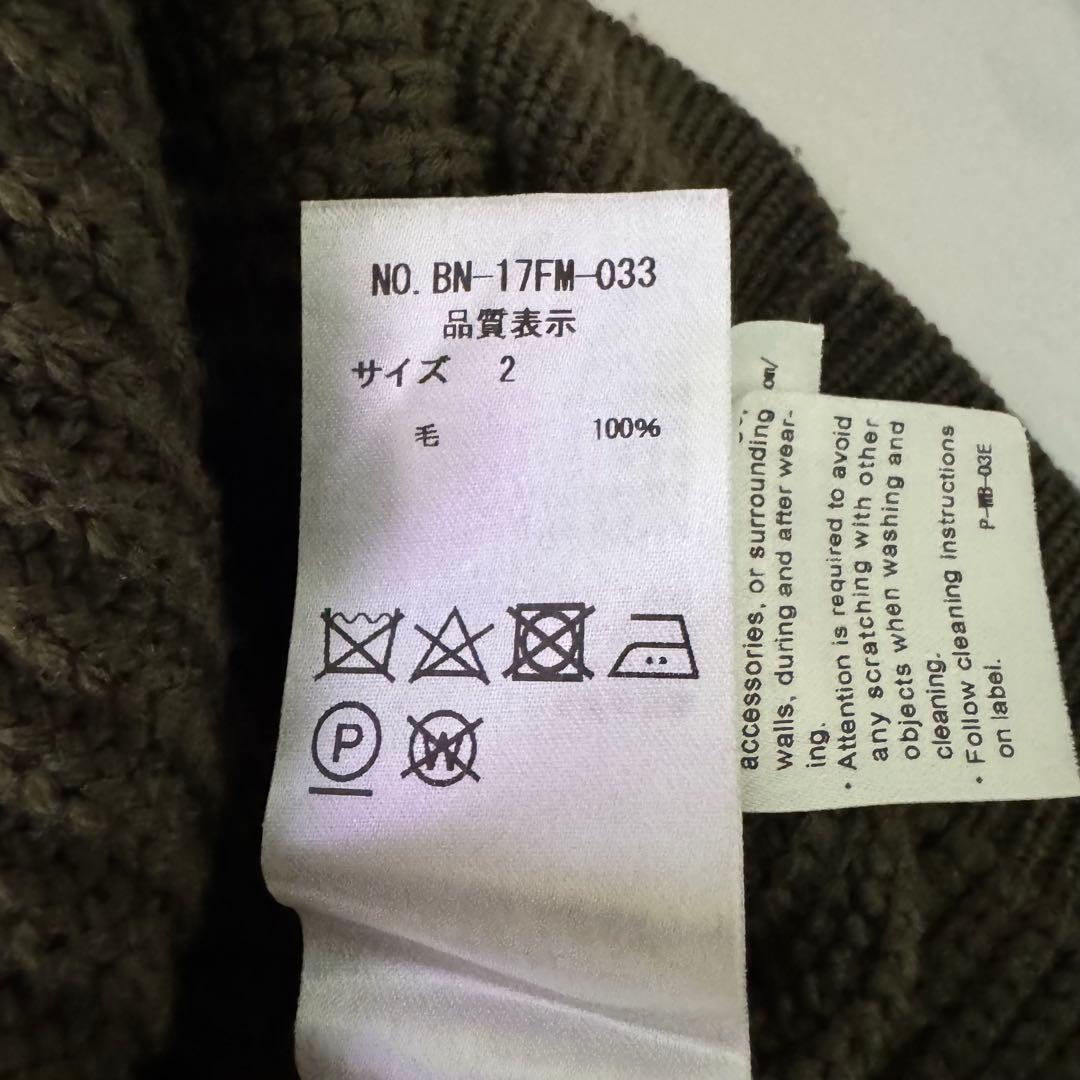 NO. BN-17FM-033
品質表示
サイズ 2
毛 100%
P
W
on/
accessories, or surrounding
walls, during and after wear-
ing.
・Attention is required to avoid
any scratching with other
objects when washing and
cleaning.
・Follow cleaning instructions
on label.